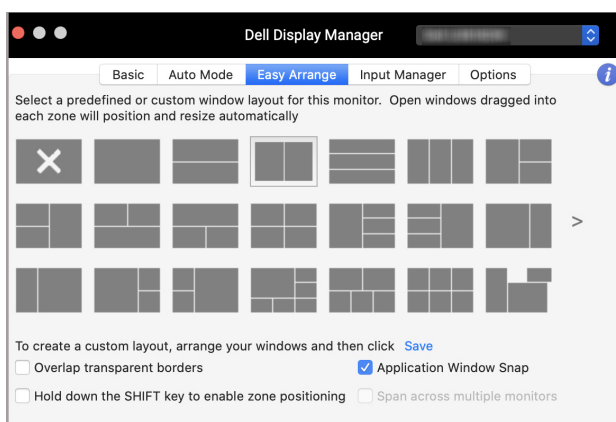 Dell Display Manager
Basic Auto Mode Easy Arrange Input Manager Options
Select a predefined or custom window layout for this monitor. Open windows dragged into
each zone will position and resize automatically
To create a custom layout, arrange your windows and then click Save
Overlap transparent borders Application Window Snap
Hold down the SHIFT key to enable zone positioning Span across multiple monitors